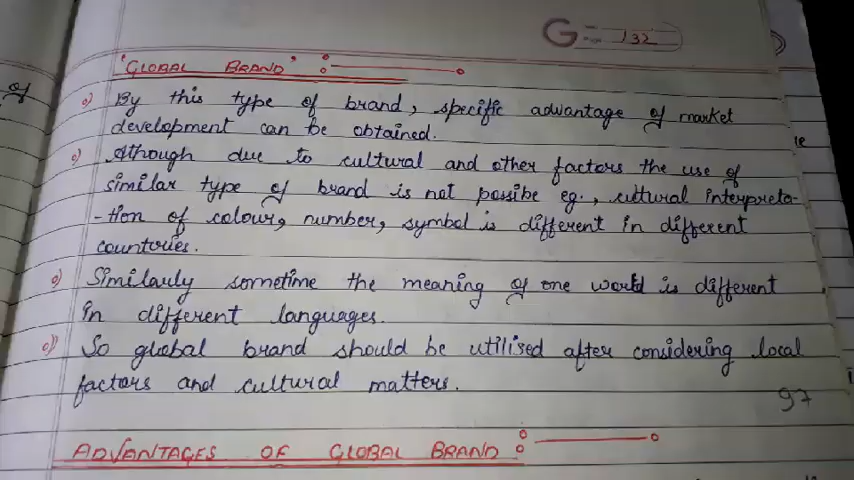 G = 132
'GLOBAL BRAND' :
of
By this type of brand, specific advantage of market
development can be obtained.
Although due to cultural and other factors the use of
similar type of brand is not possibe eg., cultural interpreta-
-tion of colour, number, symbol is different in different
countries.
Similarly sometime the meaning of one world is different
in different languages.
So global brand should be utilised after considering local
factors and cultural matters.
97
ADVANTAGES OF GLOBAL BRAND :